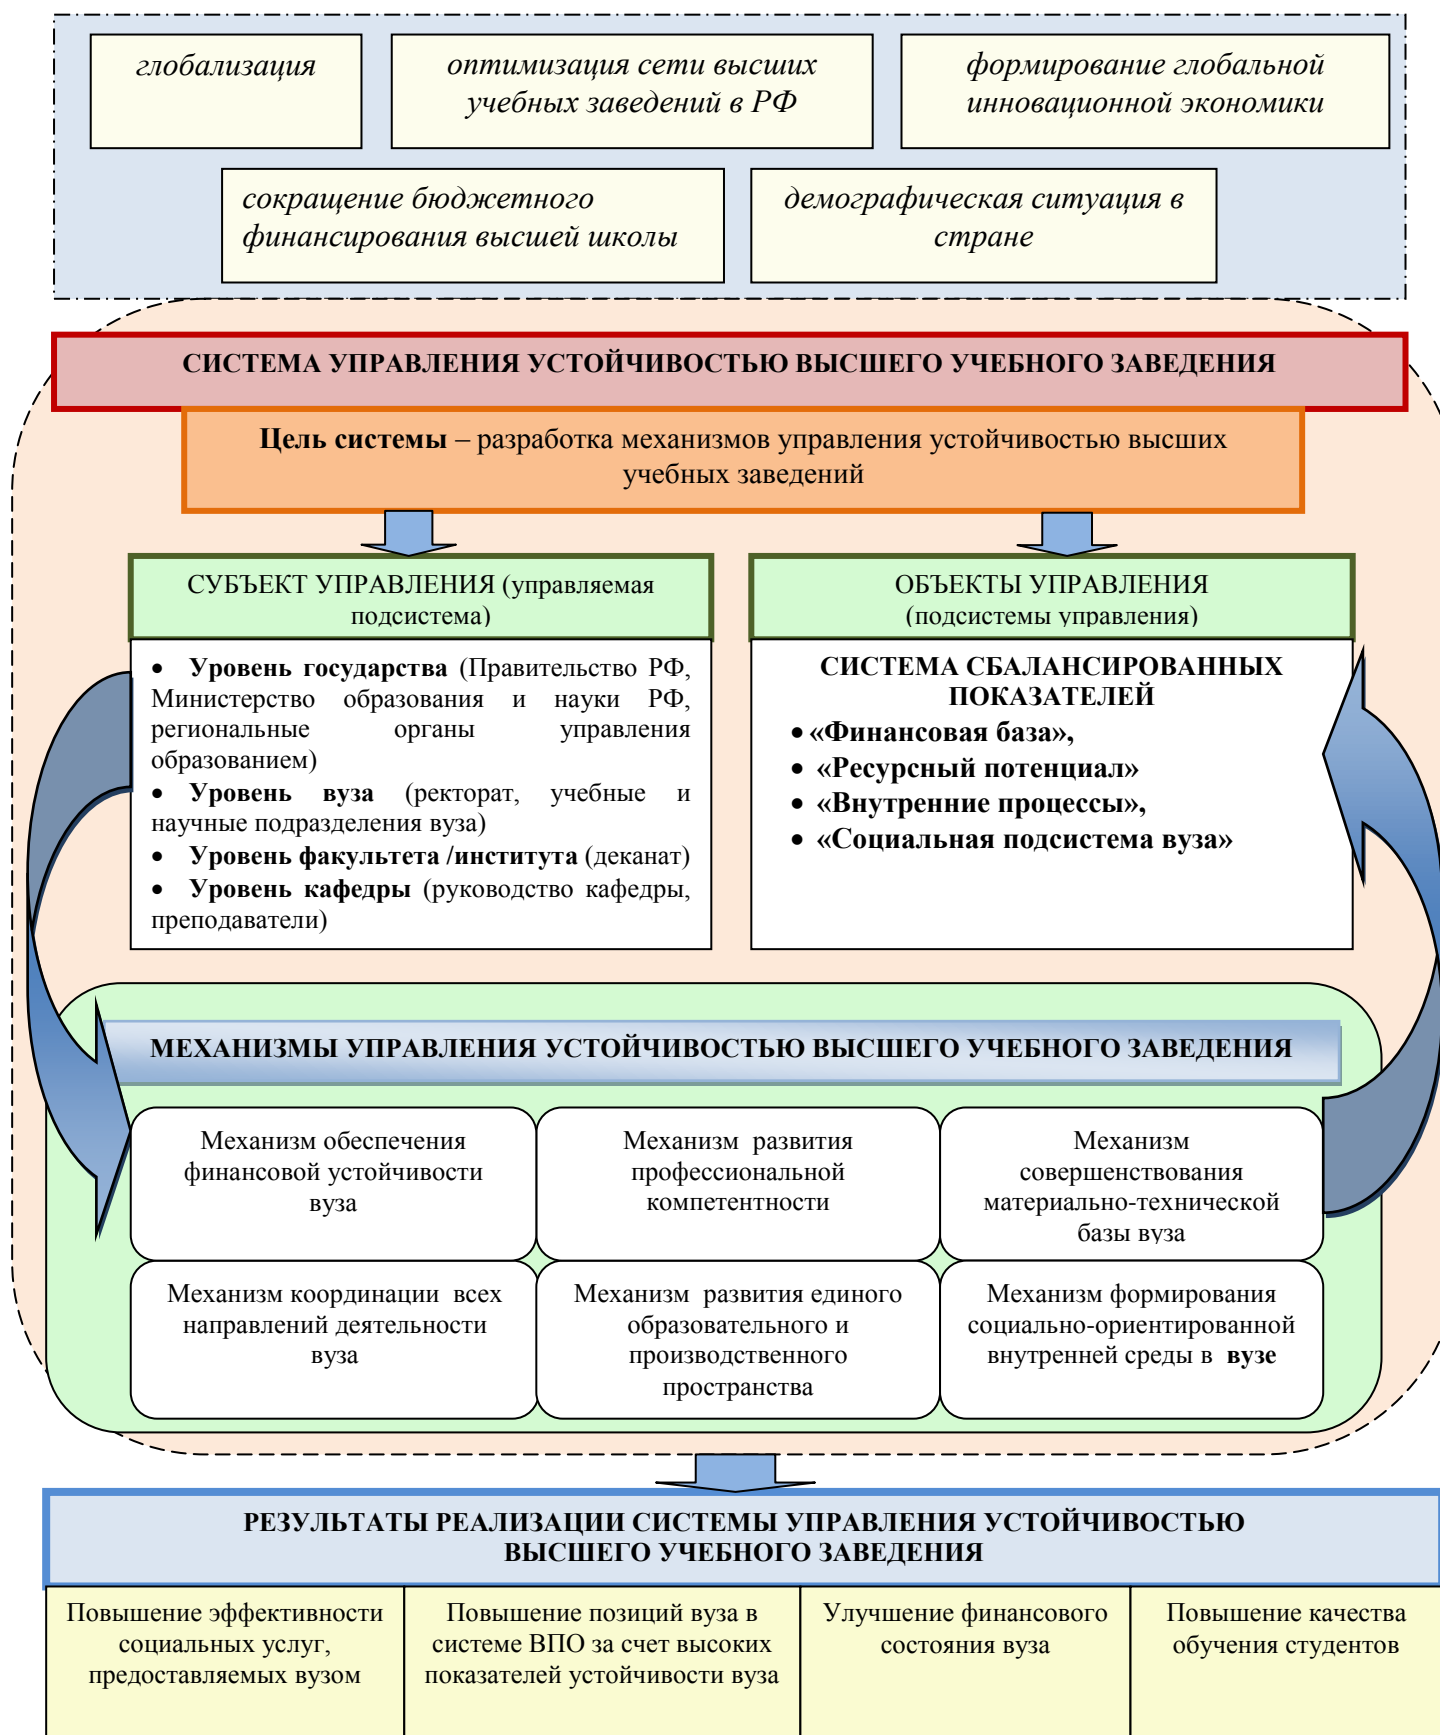 глобализация
оптимизация сети высших
учебных заведений в РФ
формирование глобальной
инновационной экономики
сокращение бюджетного
финансирования высшей школы
демографическая ситуация в
стране
СИСТЕМА УПРАВЛЕНИЯ УСТОЙЧИВОСТЬЮ ВЫСШЕГО УЧЕБНОГО ЗАВЕДЕНИЯ
Цель системы – разработка механизмов управления устойчивостью высших
учебных заведений
СУБЪЕКТ УПРАВЛЕНИЯ (управляемая
подсистема)
• Уровень государства (Правительство РФ,
Министерство образования и науки РФ,
региональные органы управления
образованием)
• Уровень вуза (ректорат, учебные и
научные подразделения вуза)
• Уровень факультета /института (деканат)
• Уровень кафедры (руководство кафедры,
преподаватели)
ОБЪЕКТЫ УПРАВЛЕНИЯ
(подсистемы управления)
СИСТЕМА СБАЛАНСИРОВАННЫХ
ПОКАЗАТЕЛЕЙ
• «Финансовая база»,
• «Ресурсный потенциал»
• «Внутренние процессы»,
• «Социальная подсистема вуза»
МЕХАНИЗМЫ УПРАВЛЕНИЯ УСТОЙЧИВОСТЬЮ ВЫСШЕГО УЧЕБНОГО ЗАВЕДЕНИЯ
Механизм обеспечения
финансовой устойчивости
вуза
Механизм развития
профессиональной
компетентности
Механизм
совершенствования
материально-технической
базы вуза
Механизм координации всех
направлений деятельности
вуза
Механизм развития единого
образовательного и
производственного
пространства
Механизм формирования
социально-ориентированной
внутренней среды в вузе
РЕЗУЛЬТАТЫ РЕАЛИЗАЦИИ СИСТЕМЫ УПРАВЛЕНИЯ УСТОЙЧИВОСТЬЮ
ВЫСШЕГО УЧЕБНОГО ЗАВЕДЕНИЯ
Повышение эффективности
социальных услуг,
предоставляемых вузом
Повышение позиций вуза в
системе ВПО за счет высоких
показателей устойчивости вуза
Улучшение финансового
состояния вуза
Повышение качества
обучения студентов